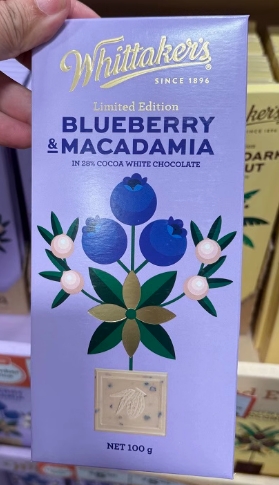 Whittaker's
SINCE 1896
Limited Edition
BLUEBERRY
& MACADAMIA
IN 28% COCOA WHITE CHOCOLATE
NET 100 g